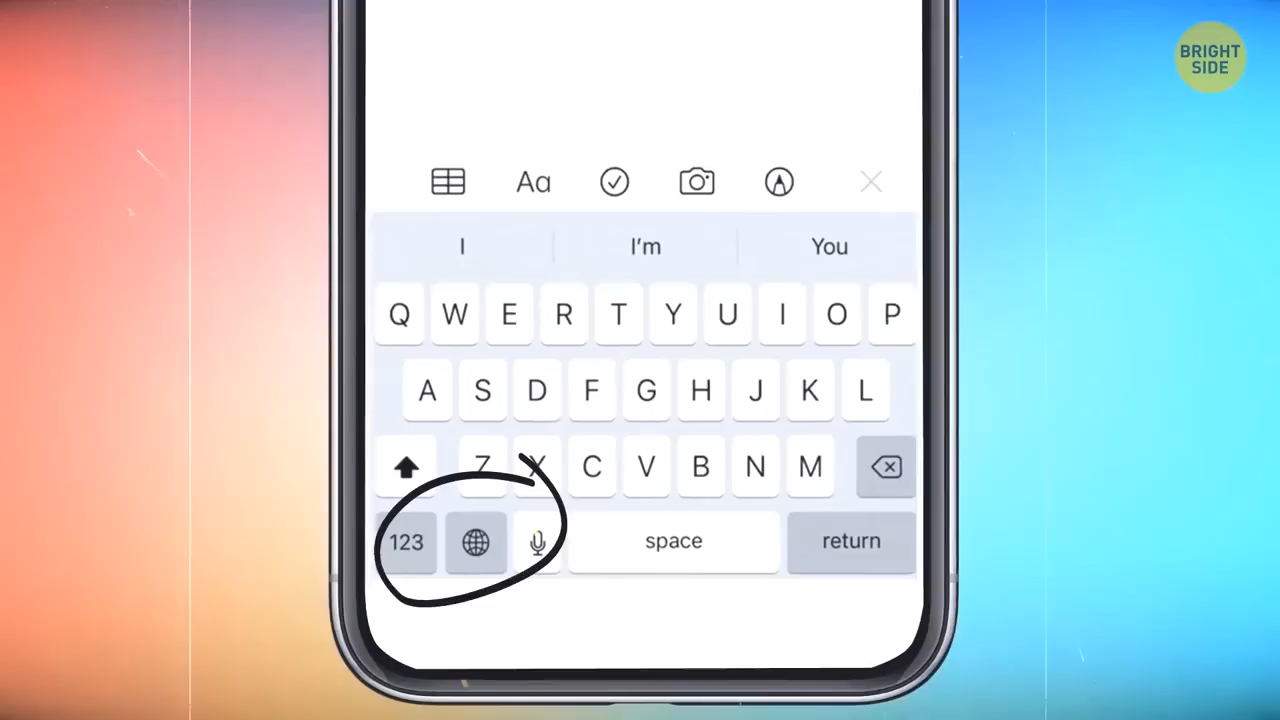 BRIGHT
SIDE
Aa
I I'm You
Q W E R T Y U I O P
A S D F G H J K L
Z X C V B N M
123 space return